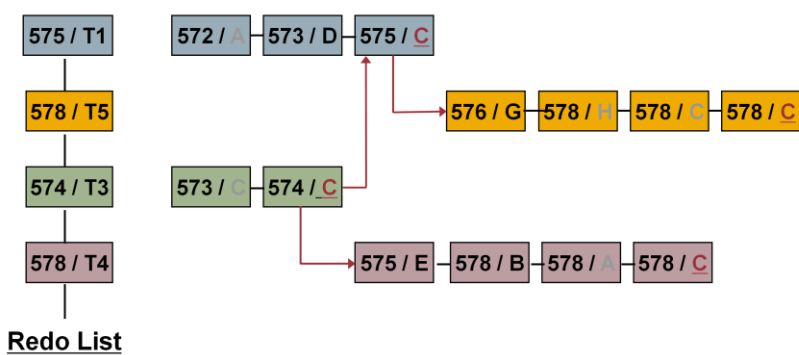 575 / T1
572 / A
573 / D
575 / C
578 / T5
576 / G
578 / H
578 / C
578 / C
574 / T3
573 / C
574 / C
578 / T4
575 / E
578 / B
578 / A
578 / C
Redo List